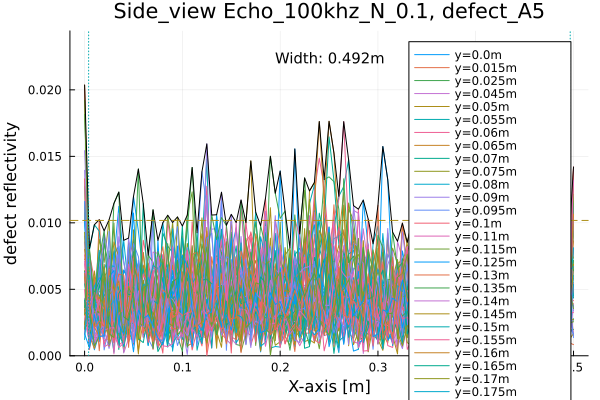 Side_view Echo_100khz_N_0.1, defect_A5
Width: 0.492m
defect reflectivity
0.020
0.015
0.010
0.005
0.000
0.0
0.1
0.2
0.3
.5
X-axis [m]
y=0.0m
y=0.015m
y=0.025m
y=0.045m
y=0.05m
y=0.055m
y=0.06m
y=0.065m
y=0.07m
y=0.075m
y=0.08m
y=0.09m
y=0.095m
y=0.1m
y=0.11m
y=0.115m
y=0.125m
y=0.13m
y=0.135m
y=0.14m
y=0.145m
y=0.15m
y=0.155m
y=0.16m
y=0.165m
y=0.17m
y=0.175m